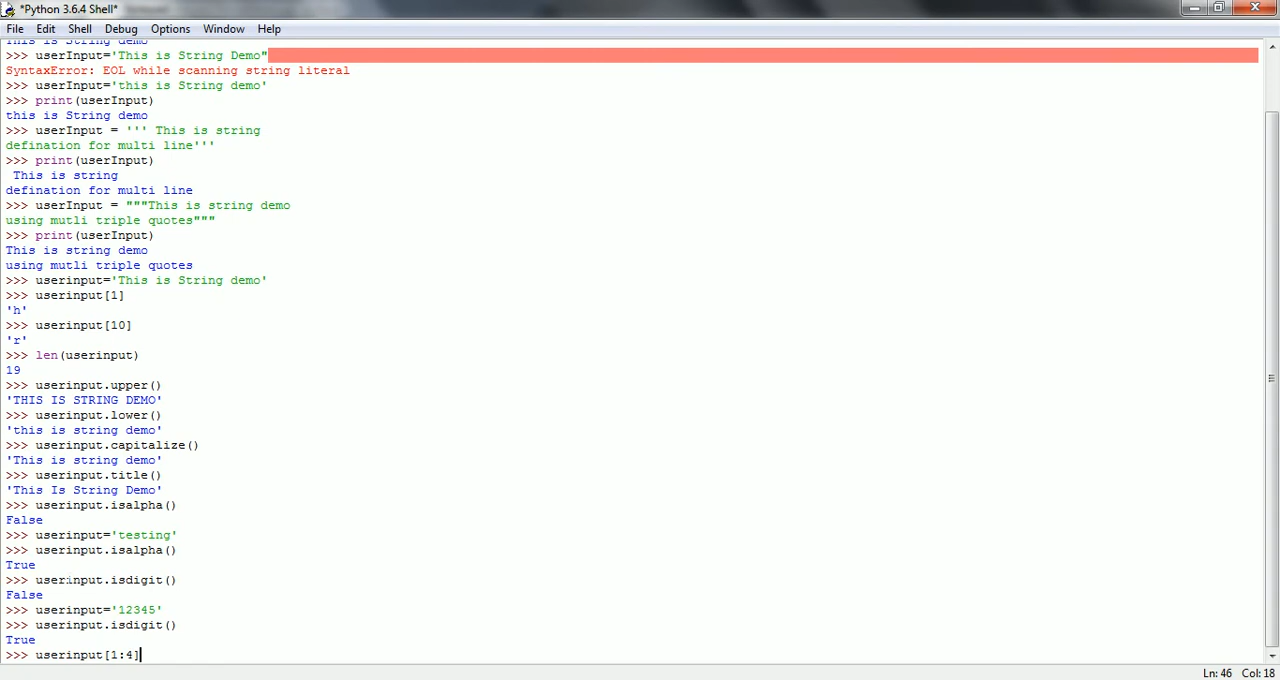 *Python 3.6.4 Shell*
File Edit Shell Debug Options Window Help
This is String demo
>>> userInput='This is String Demo"
SyntaxError: EOL while scanning string literal
>>> userInput='this is String demo'
>>> print(userInput)
this is String demo
>>> userInput = ''' This is string
defination for multi line'''
>>> print(userInput)
 This is string
defination for multi line
>>> userInput = """This is string demo
using mutli triple quotes"""
>>> print(userInput)
This is string demo
using mutli triple quotes
>>> userinput='This is String demo'
>>> userinput[1]
'h'
>>> userinput[10]
'r'
>>> len(userinput)
19
>>> userinput.upper()
'THIS IS STRING DEMO'
>>> userinput.lower()
'this is string demo'
>>> userinput.capitalize()
'This is string demo'
>>> userinput.title()
'This Is String Demo'
>>> userinput.isalpha()
False
>>> userinput='testing'
>>> userinput.isalpha()
True
>>> userinput.isdigit()
False
>>> userinput='12345'
>>> userinput.isdigit()
True
>>> userinput[1:4]
Ln: 46 Col: 18